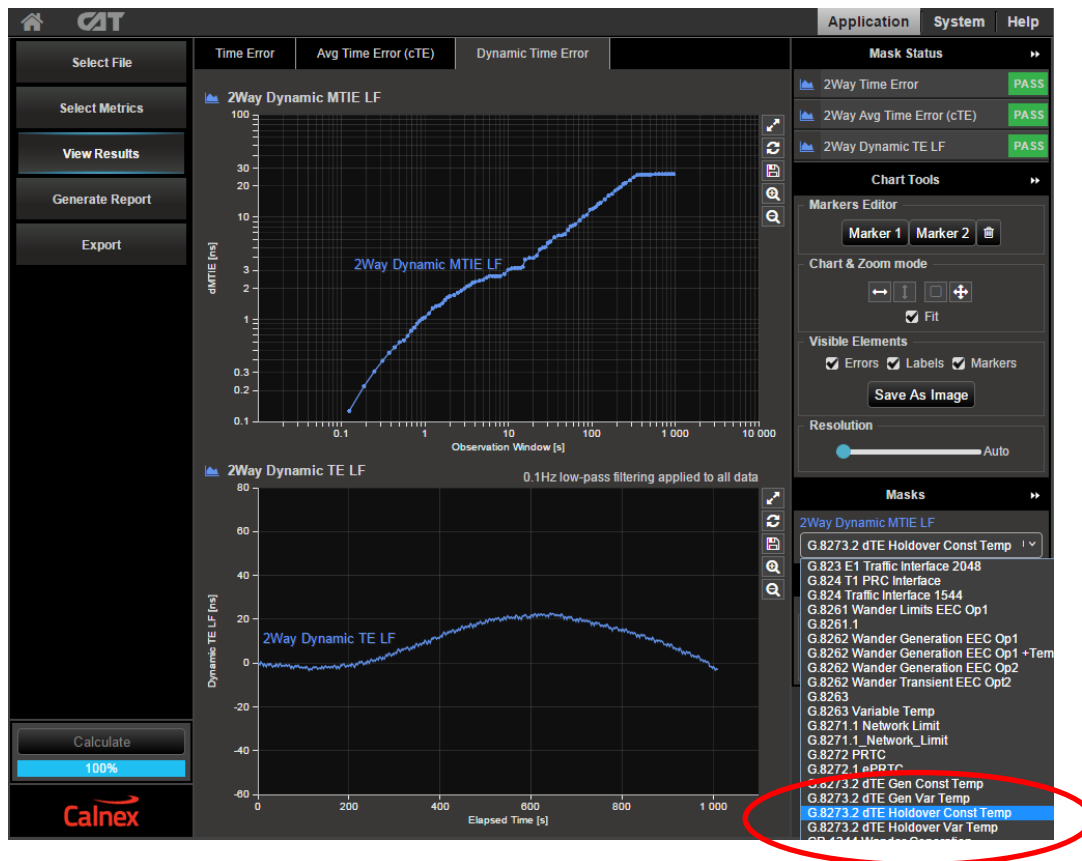 CAT
Application System Help
Select File
Select Metrics
View Results
Generate Report
Export
Calculate
100%
Calnex
Time Error Avg Time Error (cTE) Dynamic Time Error
2Way Dynamic MTIE LF
100
30
20
10
3
2
1
0.3
0.2
0.1
dMTIE [ns]
2Way Dynamic MTIE LF
0.1 1 10 100 1 000 10 000
Observation Window [s]
2Way Dynamic TE LF
0.1Hz low-pass filtering applied to all data
80
60
40
20
0
-20
-40
-60
Dynamic TE LF [ns]
2Way Dynamic TE LF
0 200 400 600 800 1 000
Elapsed Time [s]
Mask Status
2Way Time Error PASS
2Way Avg Time Error (cTE) PASS
2Way Dynamic TE LF PASS
Chart Tools
Markers Editor
Marker 1 Marker 2
Chart & Zoom mode
Fit
Visible Elements
Errors Labels Markers
Save As Image
Resolution
Auto
Masks
2Way Dynamic MTIE LF
G.8273.2 dTE Holdover Const Temp
G.823 E1 Traffic Interface 2048
G.824 T1 PRC Interface
G.824 Traffic Interface 1544
G.8261 Wander Limits EEC Op1
G.8261.1
G.8262 Wander Generation EEC Op1
G.8262 Wander Generation EEC Op1 +Tem
G.8262 Wander Generation EEC Op2
G.8262 Wander Transient EEC Opt2
G.8263
G.8263 Variable Temp
G.8271.1 Network Limit
G.8271.1_Network_Limit
G.8272 PRTC
G.8272.1 ePRTC
G.8273.2 dTE Gen Const Temp
G.8273.2 dTE Gen Var Temp
G.8273.2 dTE Holdover Const Temp
G.8273.2 dTE Holdover Var Temp